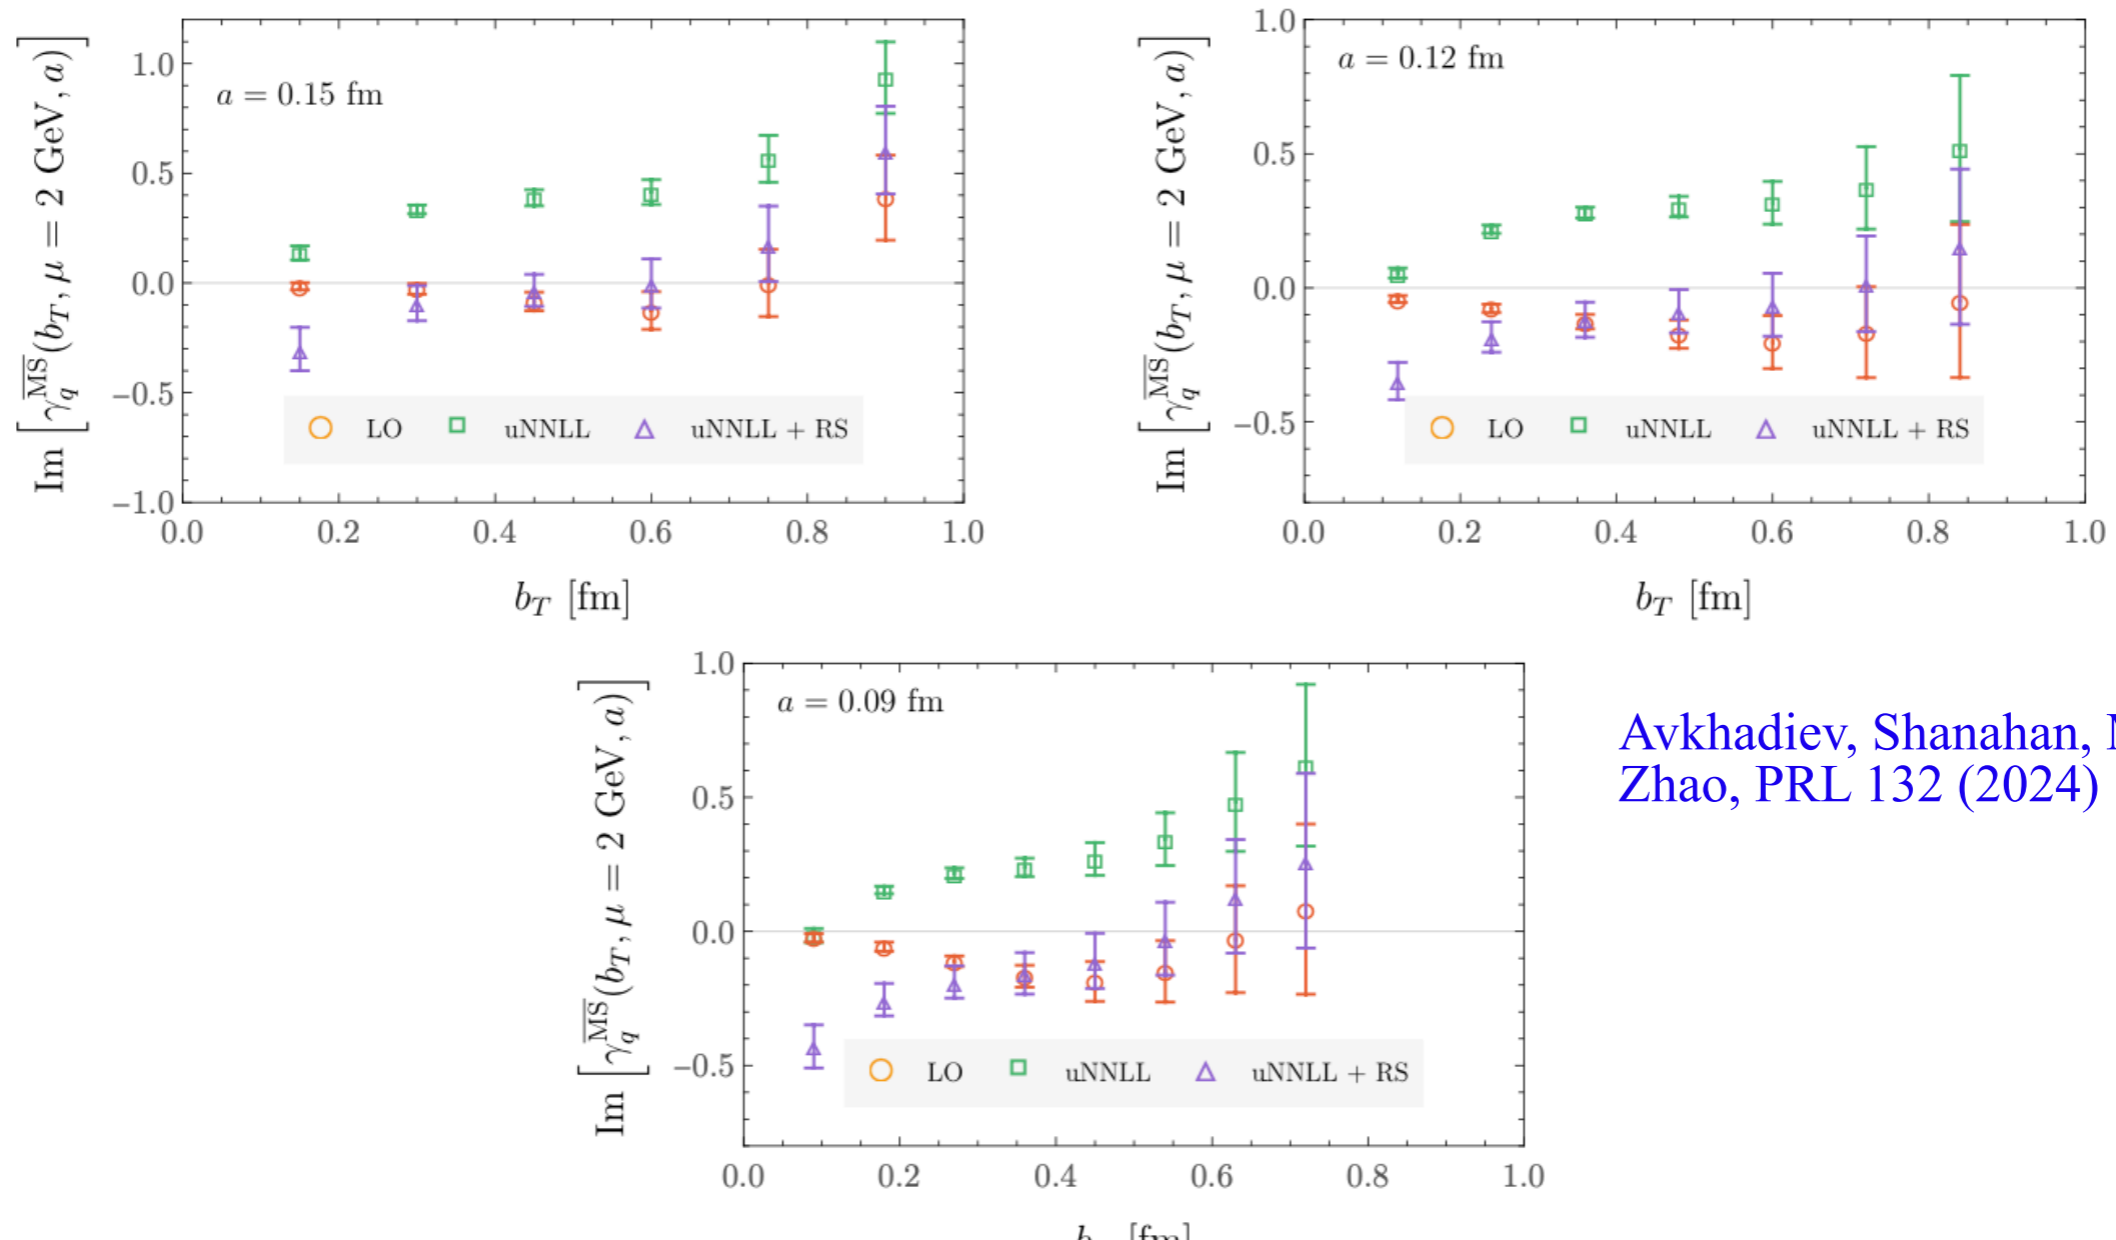 Im [γ_q^{\overline{MS}}(b_T, μ = 2 GeV, a)]
a = 0.15 fm
1.0
0.5
0.0
−0.5
−1.0
LO uNNLL uNNLL + RS
0.0 0.2 0.4 0.6 0.8 1.0
b_T [fm]
Im [γ_q^{\overline{MS}}(b_T, μ = 2 GeV, a)]
a = 0.12 fm
1.0
0.5
0.0
−0.5
LO uNNLL uNNLL + RS
0.0 0.2 0.4 0.6 0.8 1.0
b_T [fm]
Im [γ_q^{\overline{MS}}(b_T, μ = 2 GeV, a)]
a = 0.09 fm
1.0
0.5
0.0
−0.5
LO uNNLL uNNLL + RS
0.0 0.2 0.4 0.6 0.8 1.0
[fm]
Avkhadiev, Shanahan,
Zhao, PRL 132 (2024)